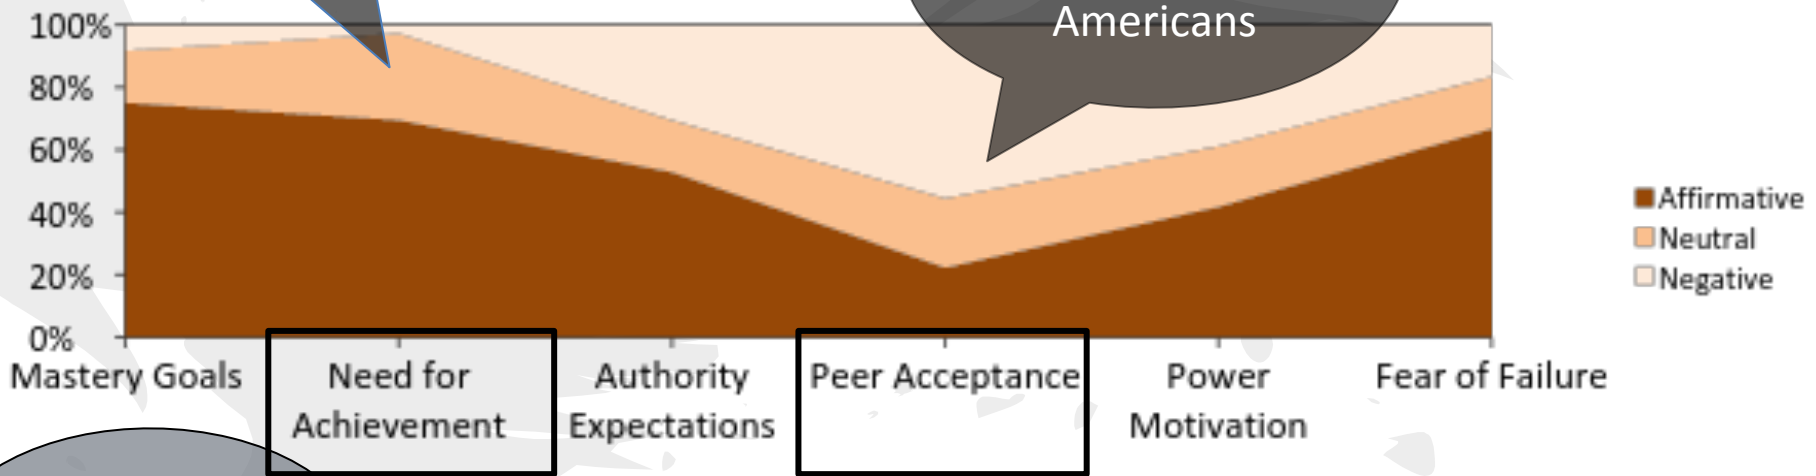 Americans
100%
80%
60%
40%
20%
0%
Mastery Goals
Need for
Achievement
Authority
Expectations
Peer Acceptance
Power
Motivation
Fear of Failure
Affirmative
Neutral
Negative